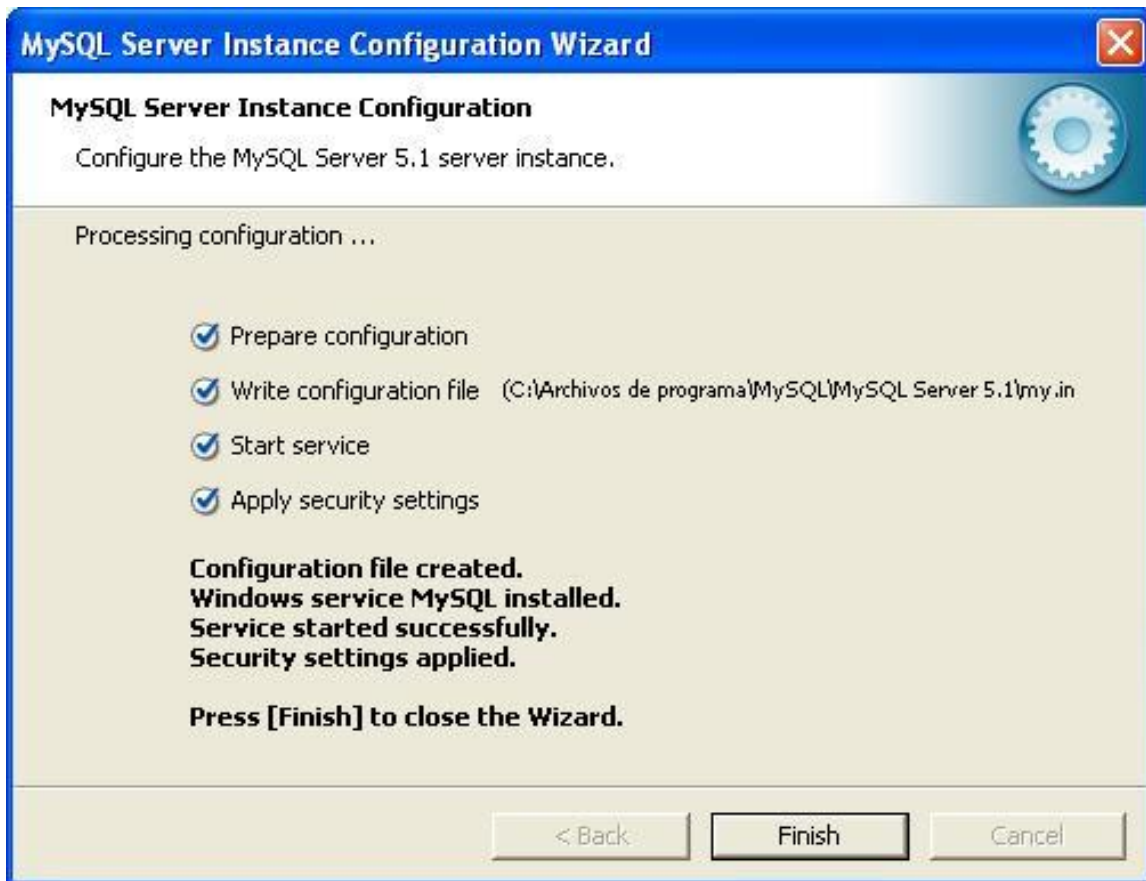 MySQL Server Instance Configuration Wizard
MySQL Server Instance Configuration
Configure the MySQL Server 5.1 server instance.
Processing configuration ...
Prepare configuration
Write configuration file (C:\Archivos de programa\MySQL\MySQL Server 5.1\my.in
Start service
Apply security settings
Configuration file created.
Windows service MySQL installed.
Service started successfully.
Security settings applied.
Press [Finish] to close the Wizard.
< Back Finish Cancel